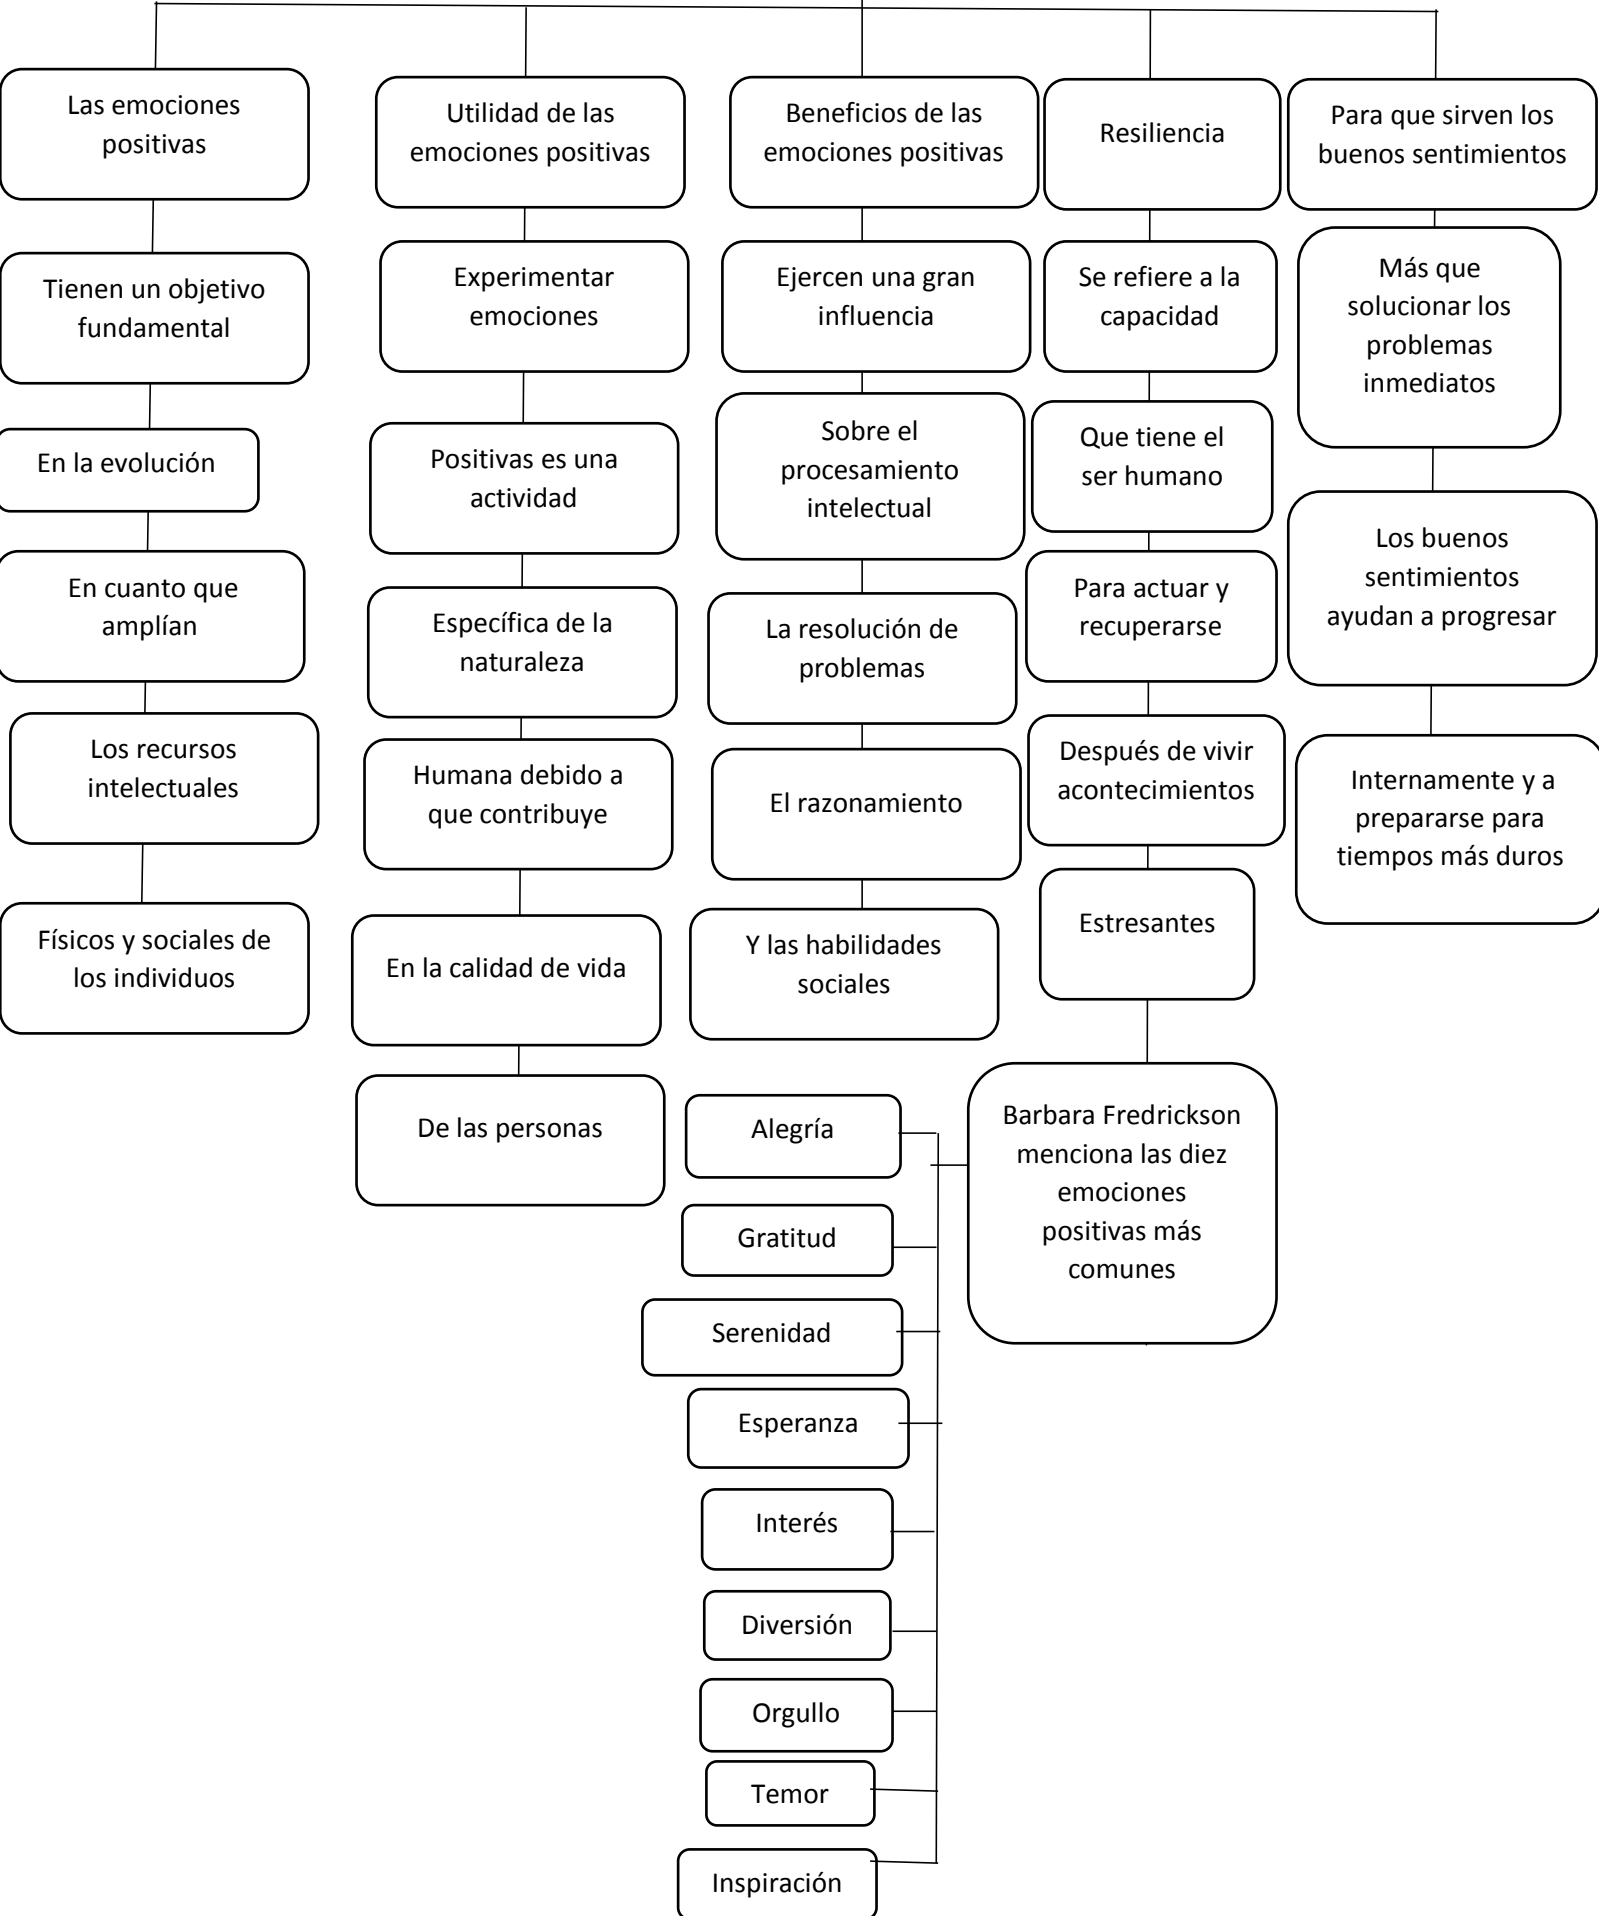 Las emociones
positivas
Tienen un objetivo
fundamental
En la evolución
En cuanto que
amplían
Los recursos
intelectuales
Físicos y sociales de
los individuos
Utilidad de las
emociones positivas
Experimentar
emociones
Positivas es una
actividad
Específica de la
naturaleza
Humana debido a
que contribuye
En la calidad de vida
De las personas
Beneficios de las
emociones positivas
Ejercen una gran
influencia
Sobre el
procesamiento
intelectual
La resolución de
problemas
El razonamiento
Y las habilidades
sociales
Resiliencia
Se refiere a la
capacidad
Que tiene el
ser humano
Para actuar y
recuperarse
Después de vivir
acontecimientos
Estresantes
Barbara Fredrickson
menciona las diez
emociones
positivas más
comunes
Alegría
Gratitud
Serenidad
Esperanza
Interés
Diversión
Orgullo
Temor
Inspiración
Para que sirven los
buenos sentimientos
Más que
solucionar los
problemas
inmediatos
Los buenos
sentimientos
ayudan a progresar
Internamente y a
prepararse para
tiempos más duros